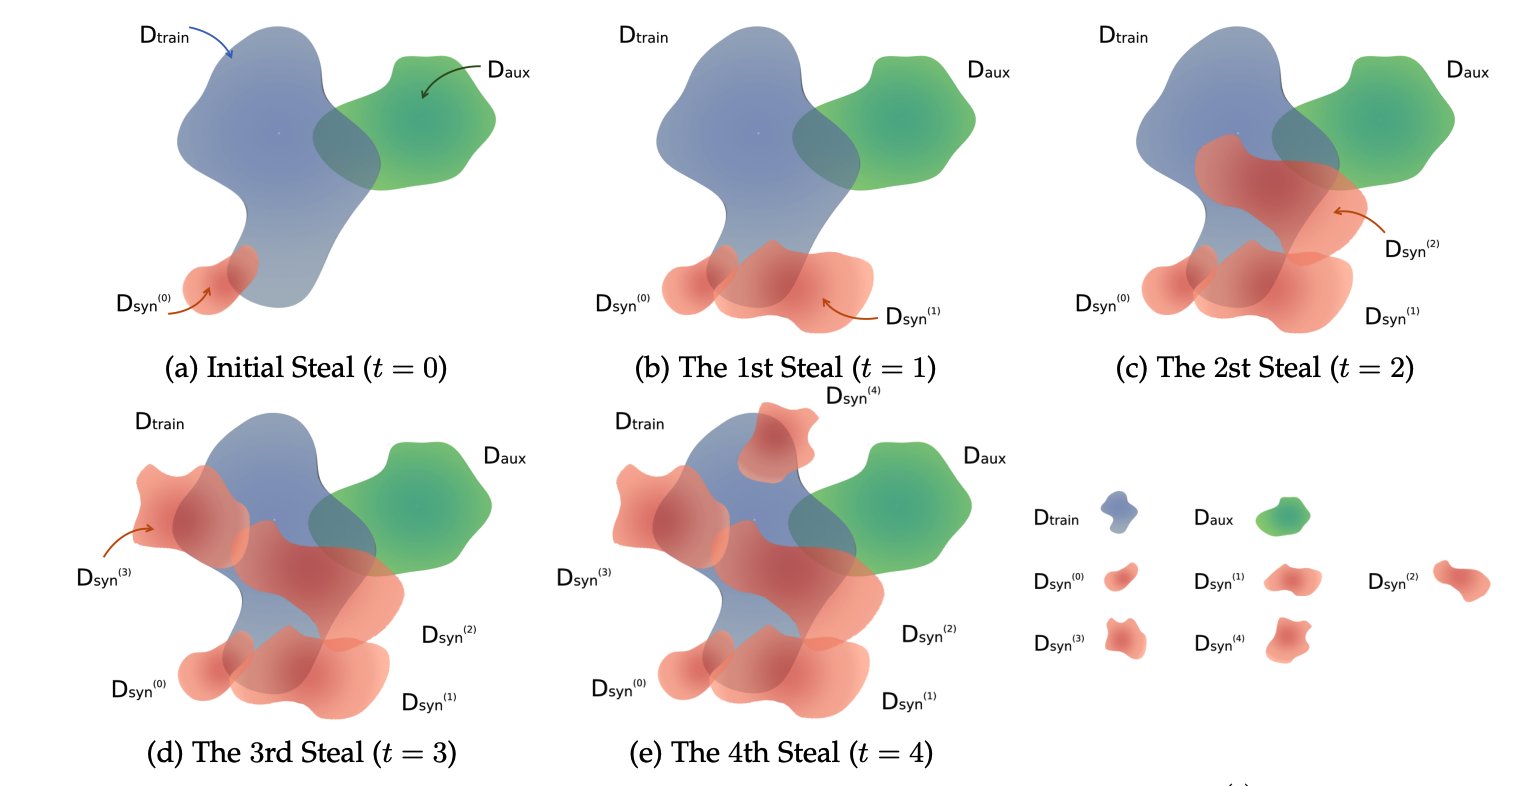 Dtrain
Daux
Dsyn(0)
(a) Initial Steal (t = 0)
Dtrain
Daux
Dsyn(0)
Dsyn(1)
(b) The 1st Steal (t = 1)
Dtrain
Daux
Dsyn(2)
Dsyn(0)
Dsyn(1)
(c) The 2st Steal (t = 2)
Dtrain
Daux
Dsyn(3)
Dsyn(2)
Dsyn(0)
Dsyn(1)
(d) The 3rd Steal (t = 3)
Dsyn(4)
Dtrain
Daux
Dsyn(3)
Dsyn(2)
Dsyn(0)
Dsyn(1)
(e) The 4th Steal (t = 4)
Dtrain Daux
Dsyn(0) Dsyn(1) Dsyn(2)
Dsyn(3) Dsyn(4)